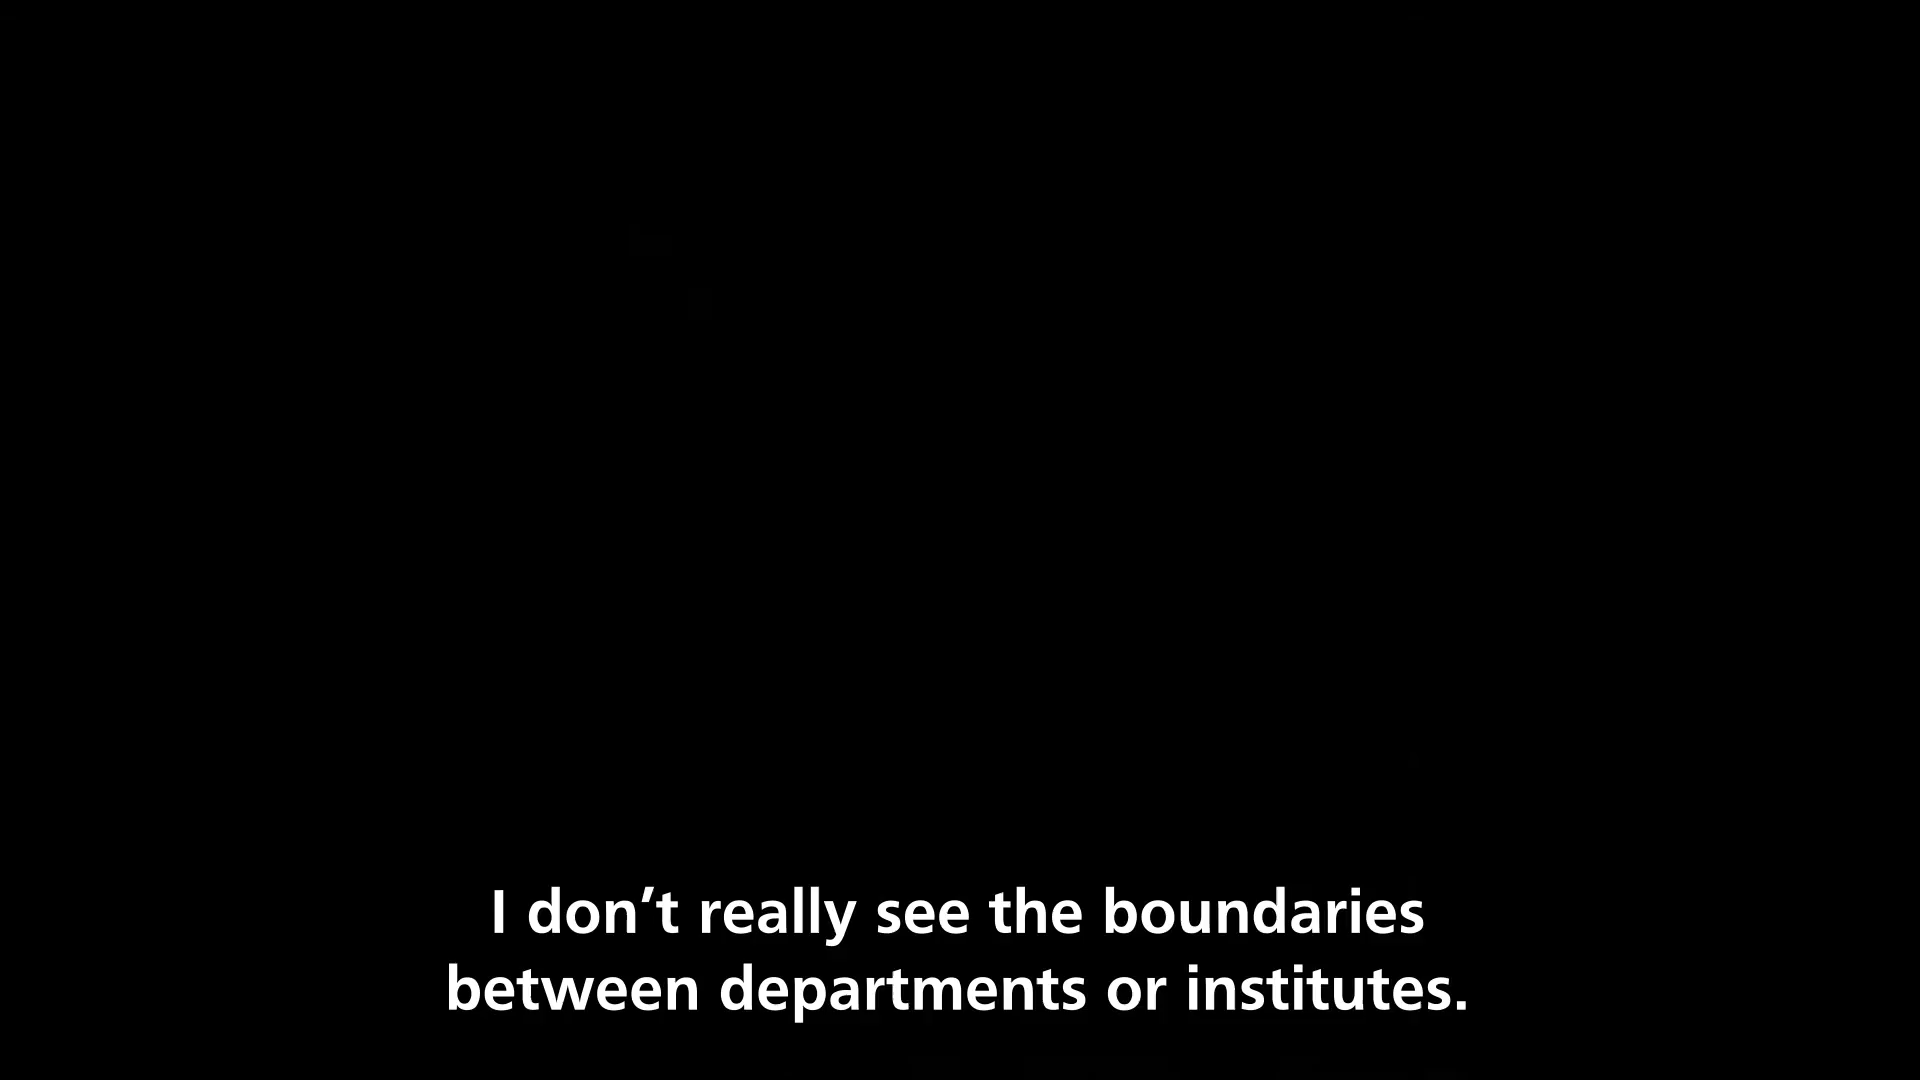 I don’t really see the boundaries
between departments or institutes.